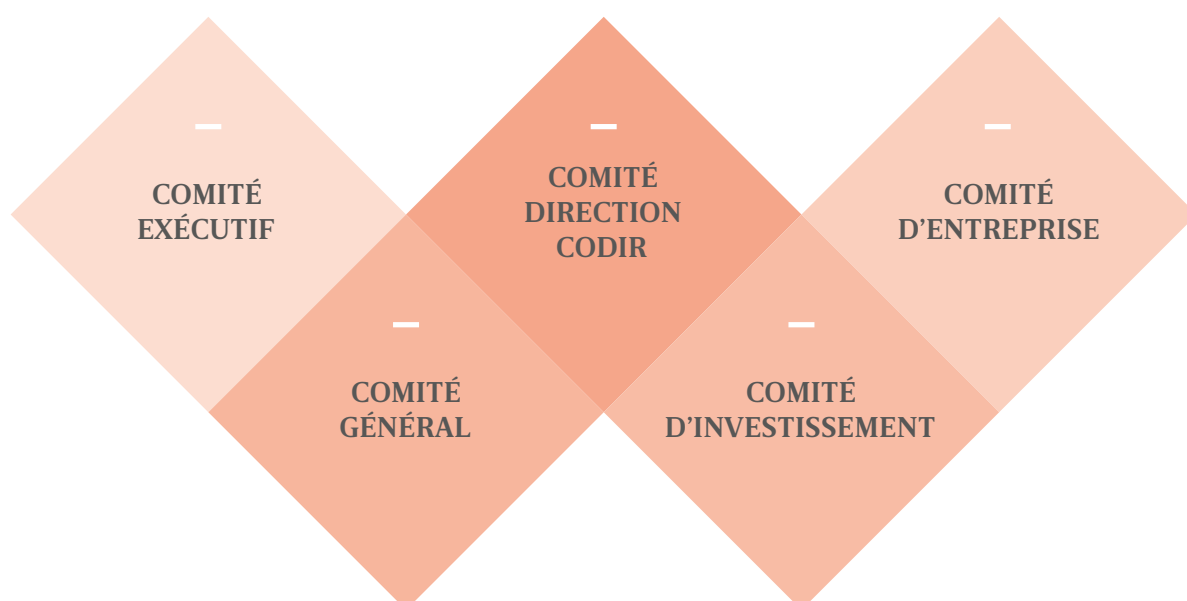 COMITÉ
EXÉCUTIF
COMITÉ
DIRECTION
CODIR
COMITÉ
D'ENTREPRISE
COMITÉ
GÉNÉRAL
COMITÉ
D'INVESTISSEMENT